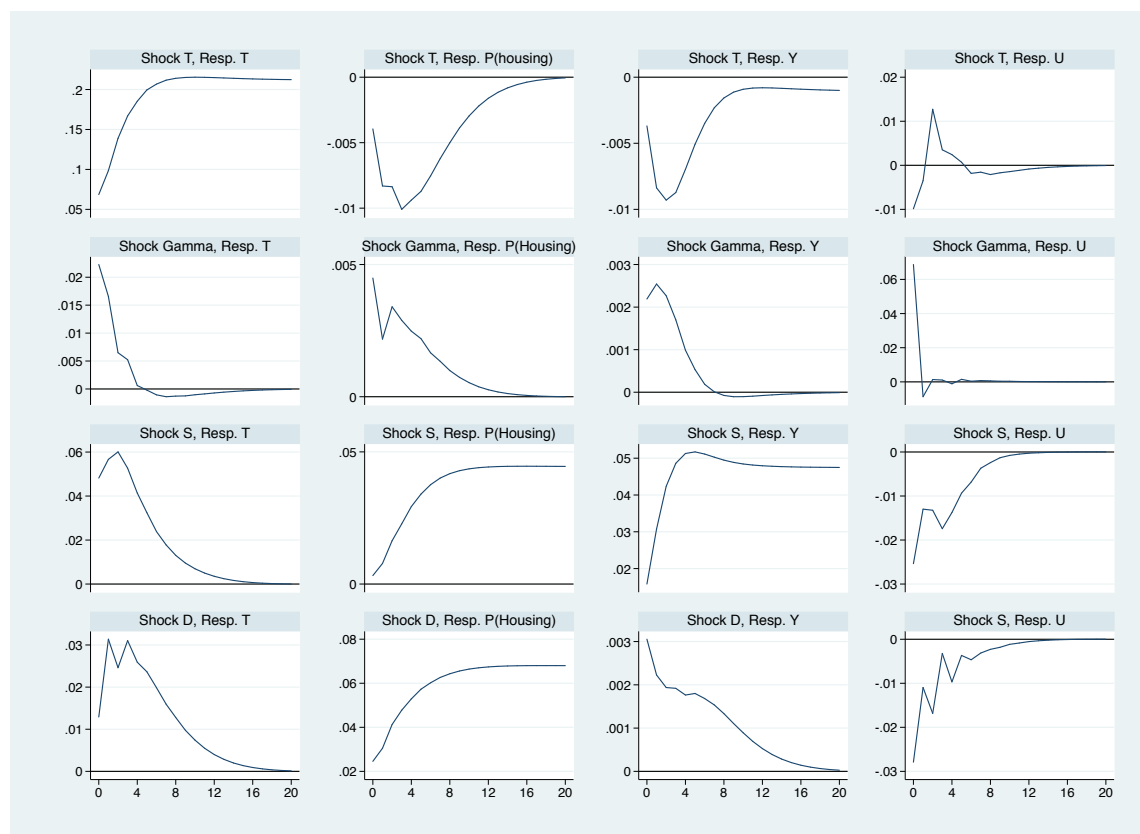 Shock T, Resp. T
.2
.15
.1
.05
Shock T, Resp. P(housing)
0
-.005
-.01
Shock T, Resp. Y
0
-.005
-.01
Shock T, Resp. U
.02
.01
0
-.01
Shock Gamma, Resp. T
.02
.015
.01
.005
0
Shock Gamma, Resp. P(Housing)
.005
0
Shock Gamma, Resp. Y
.003
.002
.001
0
Shock Gamma, Resp. U
.06
.04
.02
0
Shock S, Resp. T
.06
.04
.02
0
Shock S, Resp. P(Housing)
.05
0
Shock S, Resp. Y
.05
.04
.03
.02
Shock S, Resp. U
0
-.01
-.02
-.03
Shock D, Resp. T
.03
.02
.01
0
0 4 8 12 16 20
Shock D, Resp. P(Housing)
.08
.06
.04
.02
0 4 8 12 16 20
Shock D, Resp. Y
.003
.002
.001
0
0 4 8 12 16 20
Shock S, Resp. U
0
-.01
-.02
-.03
0 4 8 12 16 20